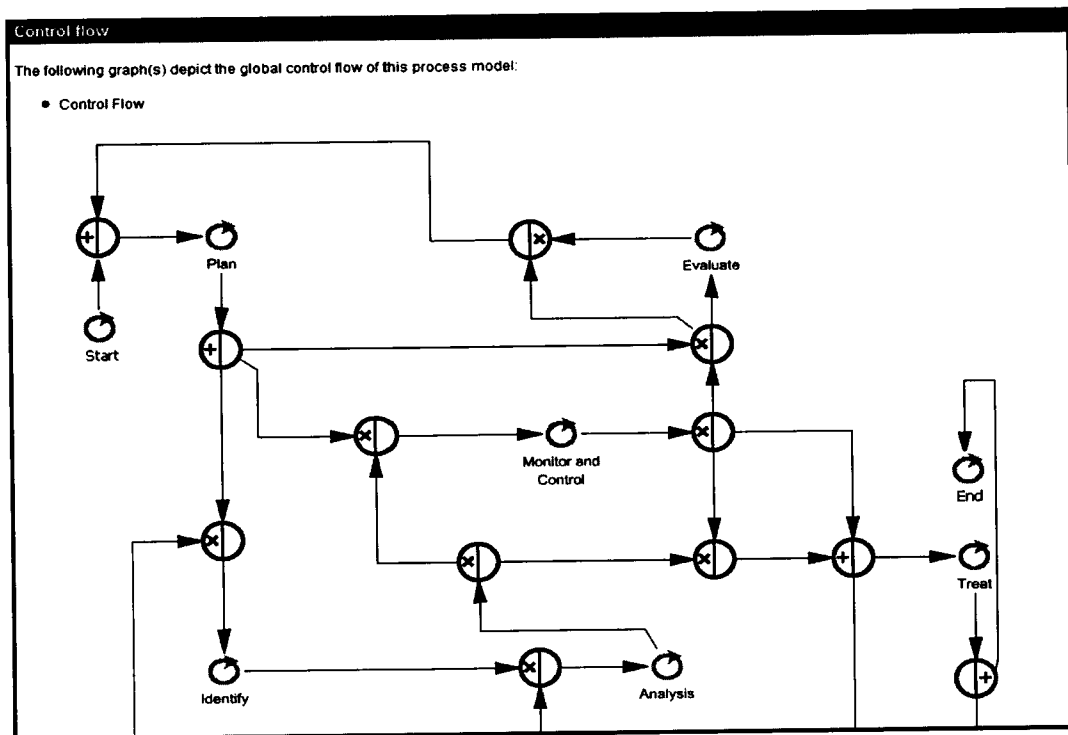 Control flow
The following graph(s) depict the global control flow of this process model:
• Control Flow
Plan
Evaluate
Start
Monitor and
Control
End
Treat
Identify
Analysis